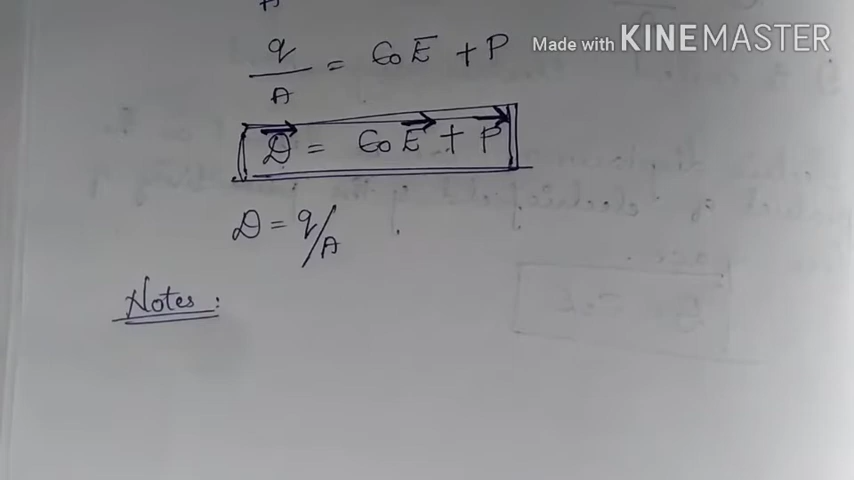 q/A = ϵ₀E + P
Made with KINEMASTER
D⃗ = ϵ₀E⃗ + P⃗
D = q/A
Notes: